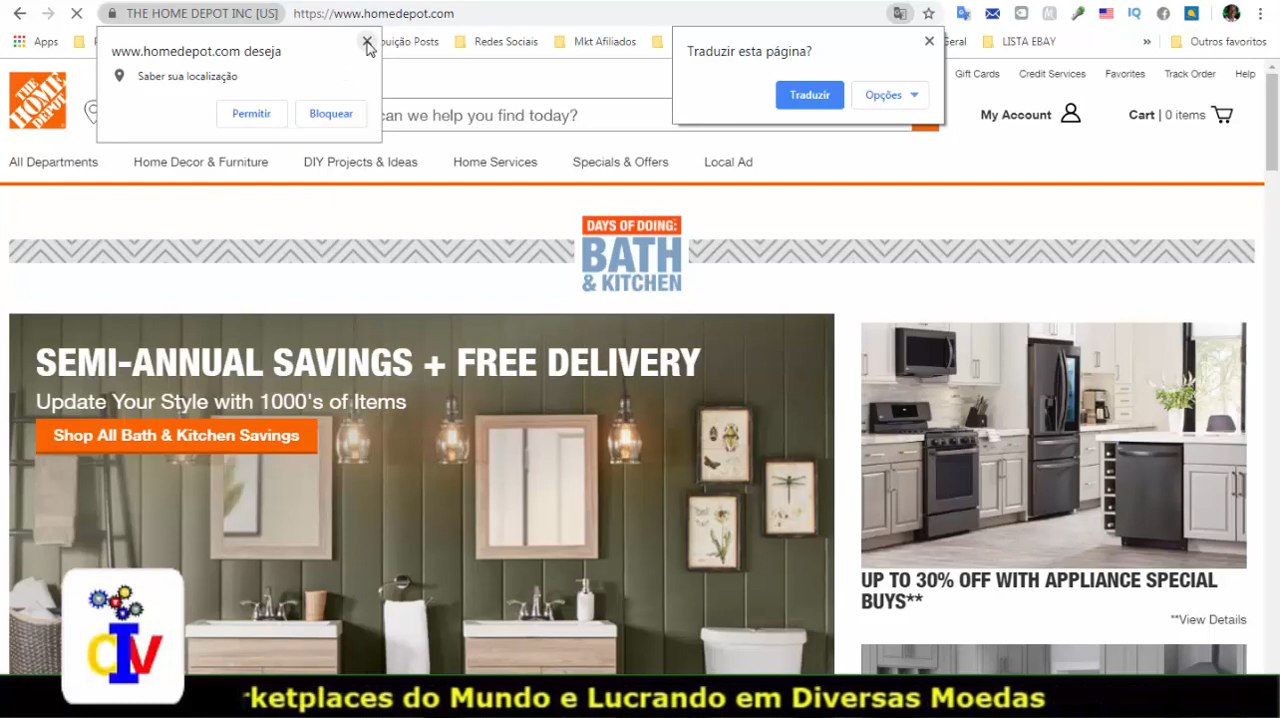 THE HOME DEPOT INC [US] https://www.homedepot.com
Apps
buição Posts
Redes Sociais
Mkt Afiliados
LISTA EBAY
»
Outros favoritos
www.homedepot.com deseja
Saber sua localização
Permitir
Bloquear
Traduzir esta página?
Traduzir
Opções
Gift Cards
Credit Services
Favorites
Track Order
Help
THE HOME DEPOT
can we help you find today?
My Account
Cart | 0 items
All Departments
Home Decor & Furniture
DIY Projects & Ideas
Home Services
Specials & Offers
Local Ad
DAYS OF DOING:
BATH
& KITCHEN
SEMI-ANNUAL SAVINGS + FREE DELIVERY
Update Your Style with 1000's of Items
Shop All Bath & Kitchen Savings
UP TO 30% OFF WITH APPLIANCE SPECIAL
BUYS**
**View Details
rketplaces do Mundo e Lucrando em Diversas Moedas